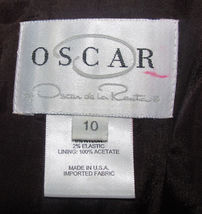 OSCAR
Oscar de la Renta
10
2% ELASTIC
LINING: 100% ACETATE
MADE IN U.S.A.
IMPORTED FABRIC